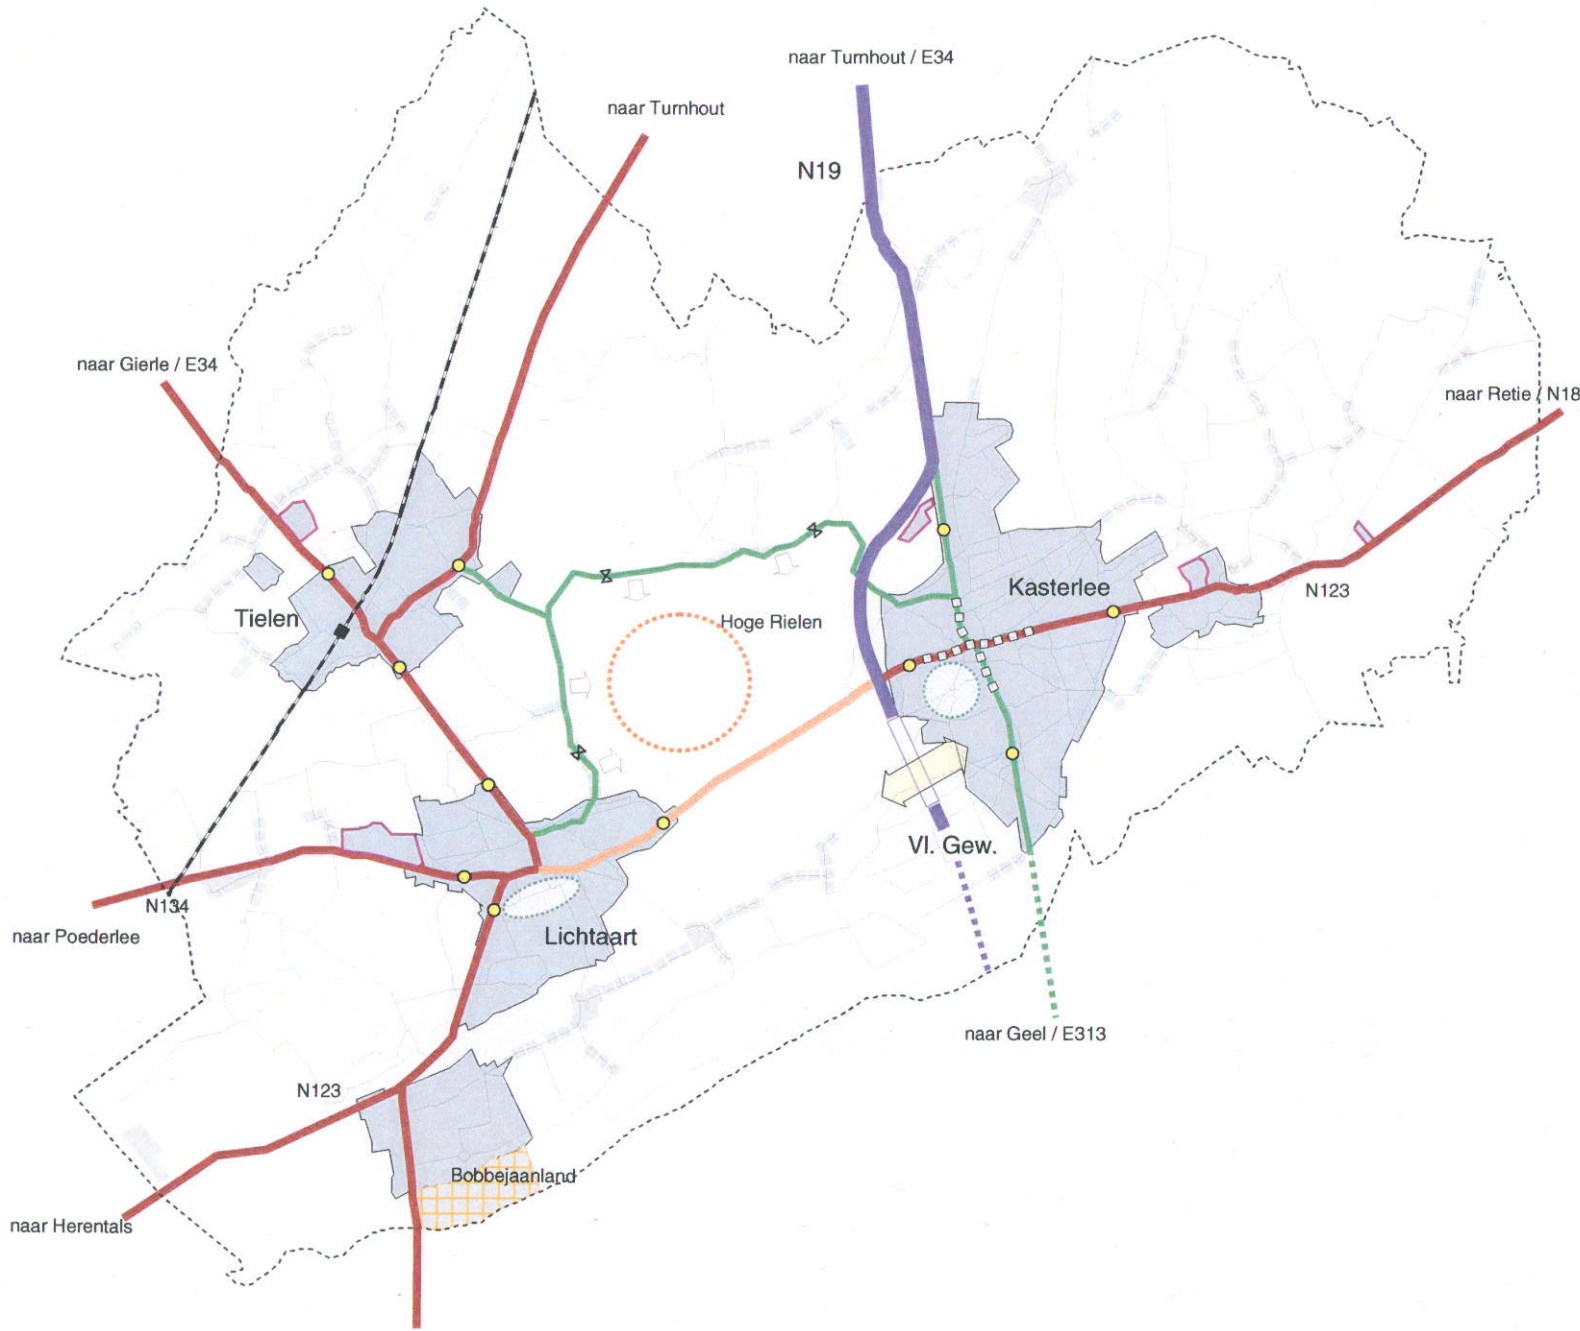 naar Turnhout / E34
naar Turnhout
N19
naar Gierle / E34
naar Retie / N18
Kasterlee
N123
Tielen
Hoge Rielen
Vl. Gew.
N134
naar Poederlee
Lichtaart
naar Geel / E313
N123
Bobbejaanland
naar Herentals